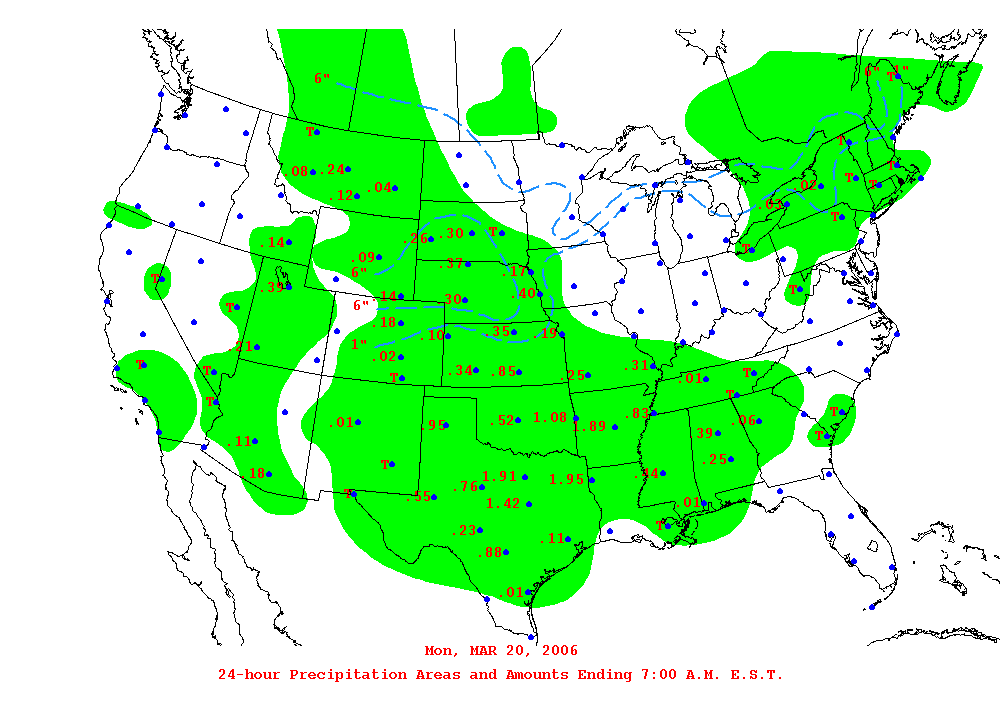 6" 1"
T
6"
T
T
T
.08 .24
T
T
T
.12 .04
.02
.03
T
.26 .30 T
.14
T
.09
.37
6"
.17
T
.39
T
.14
.40
.30
6"
T
.18
.35
.10
.19
1"
.21
.02
T
.31
T
.34 .85
T
T
.25
.01
T
T
T
.83
T
.01
.95
.52
1.08
1.89
.06
.11
.39
T
T
.25
.18
1.91
1.95
.44
.76
T
.55
1.42
.01
.23
T
.11
.88
.01
Mon, MAR 20, 2006
24-hour Precipitation Areas and Amounts Ending 7:00 A.M. E.S.T.